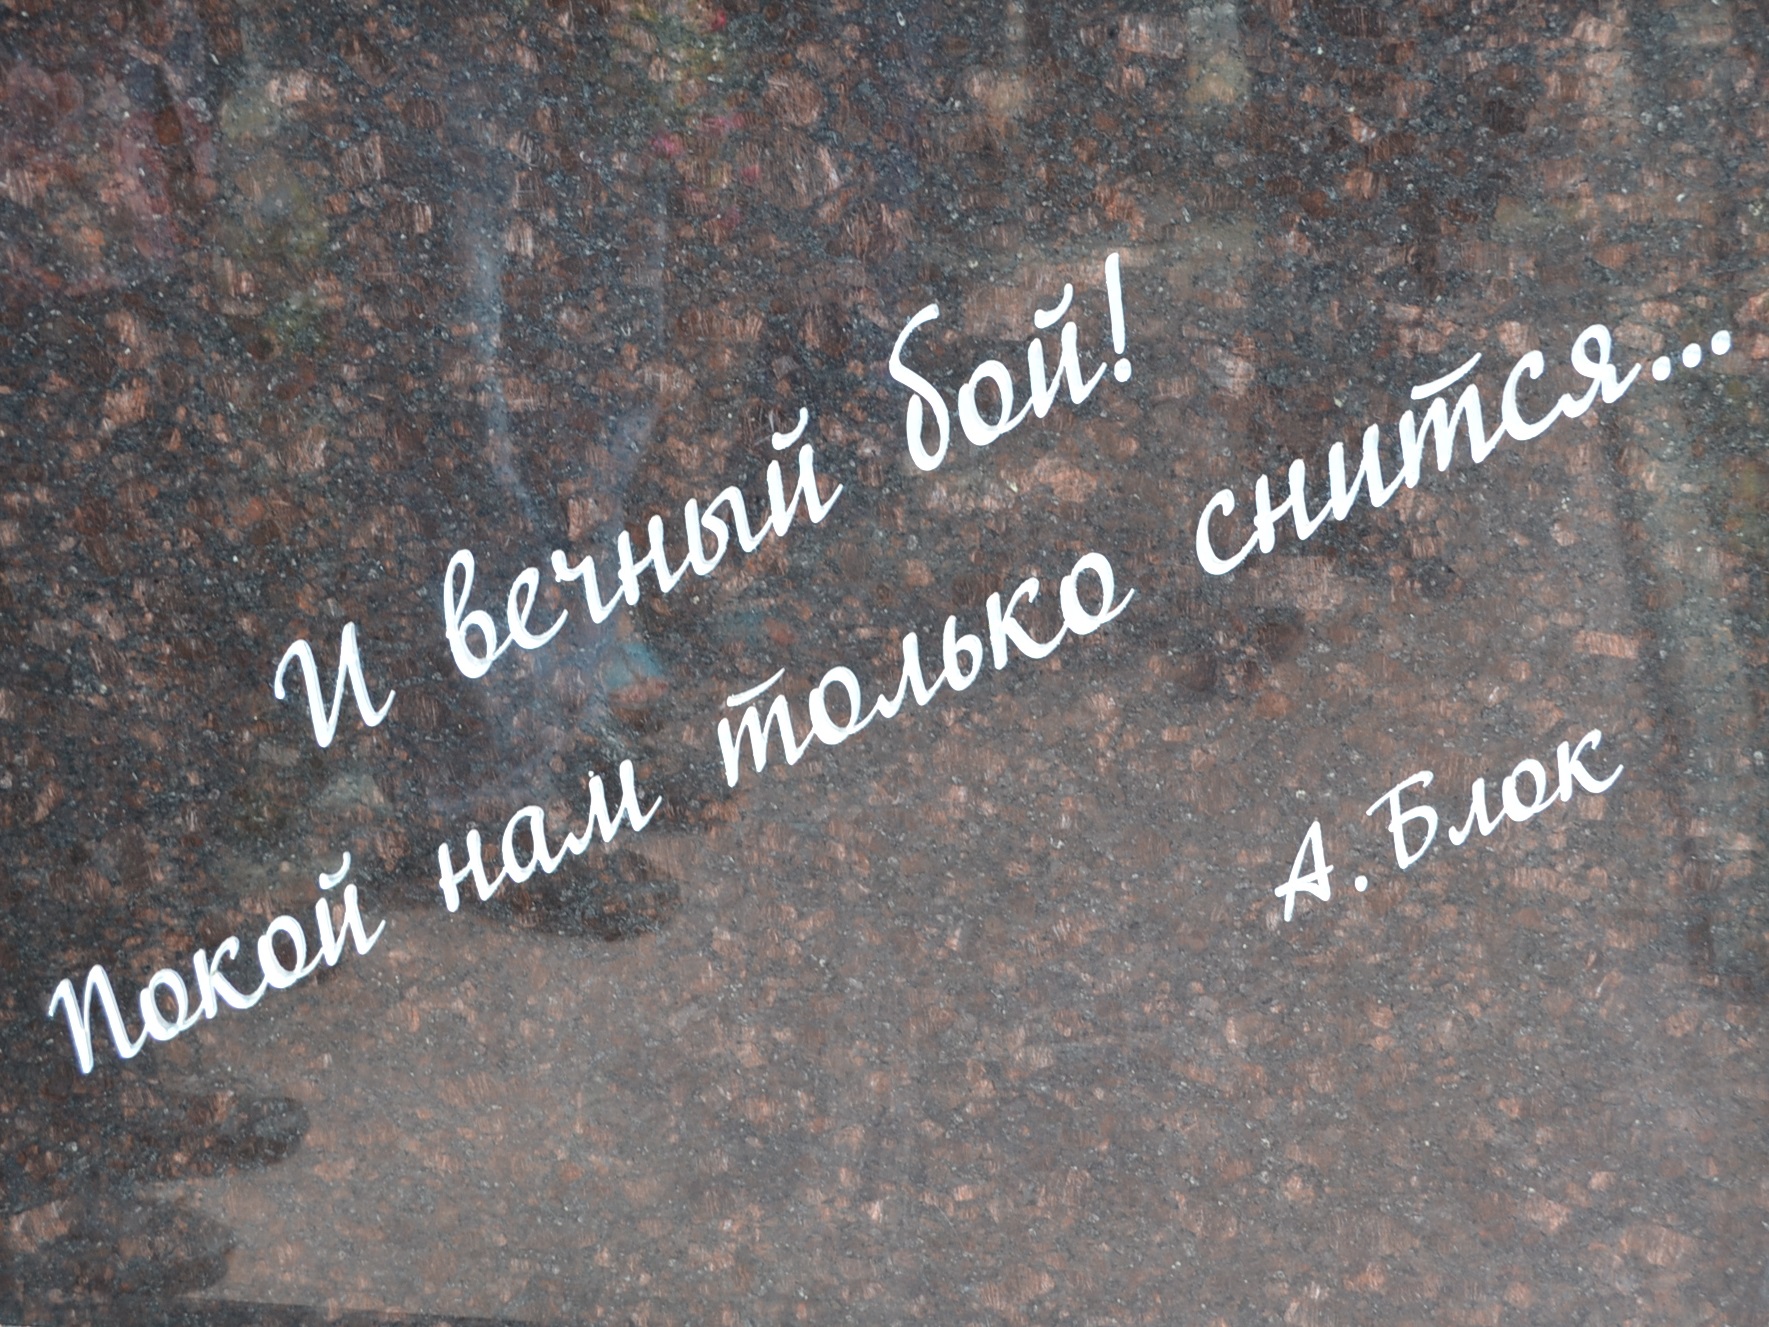 И вечный бой!
Покой нам только снится...
А. Блок